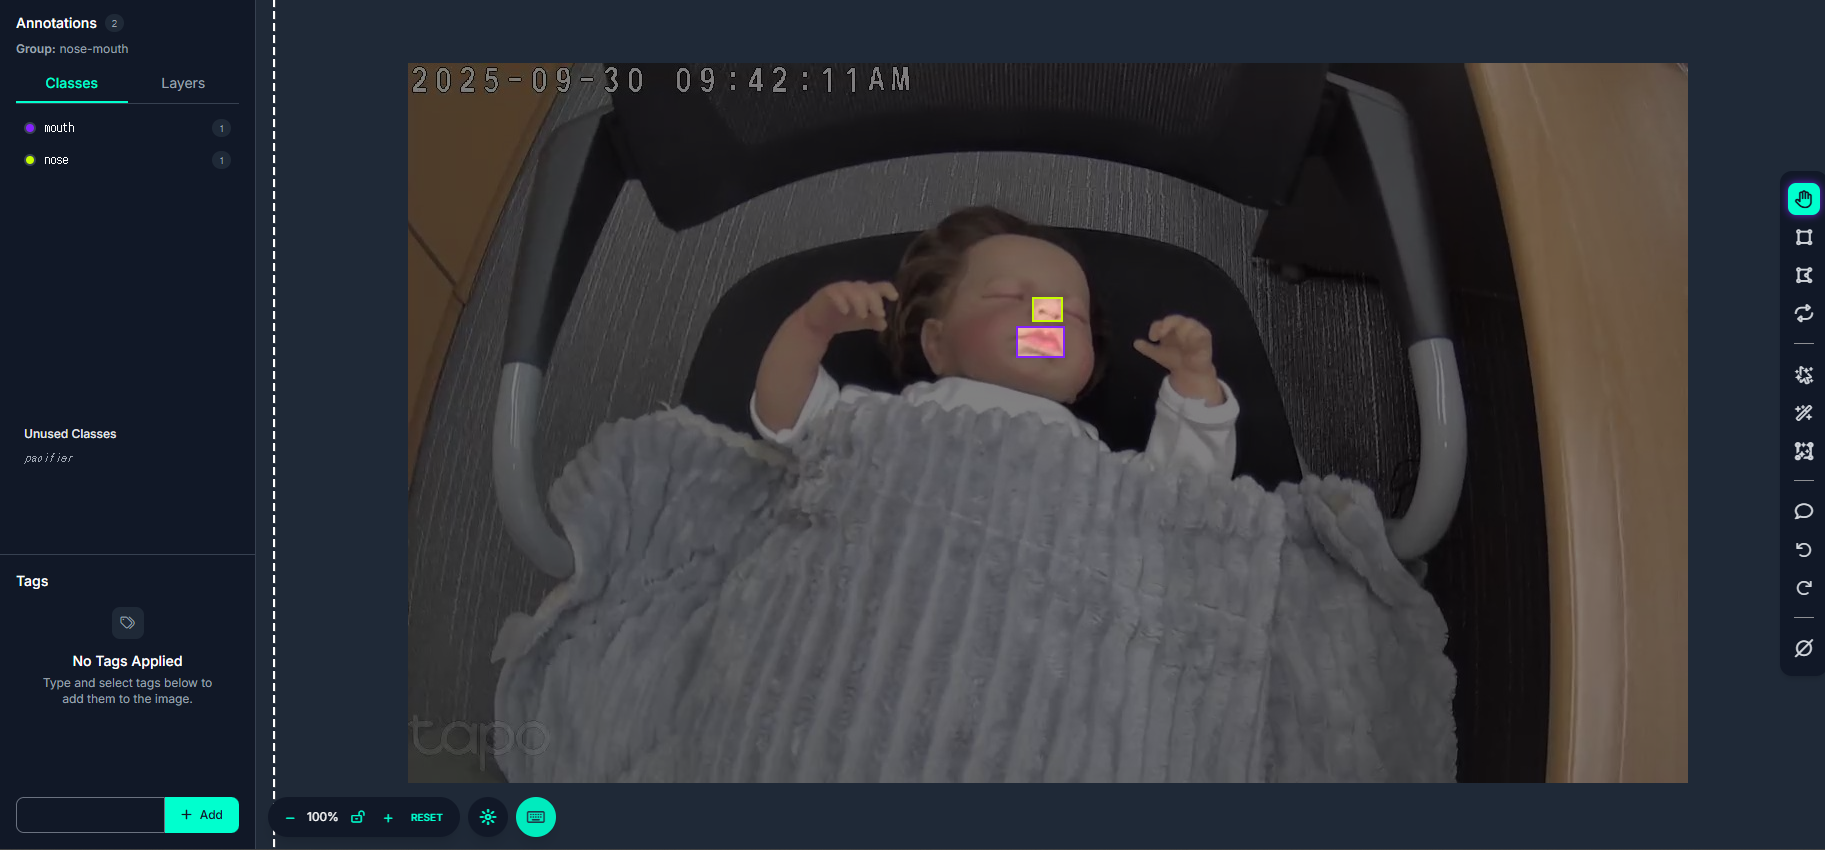 Annotations 2
Group: nose-mouth
Classes Layers
mouth 1
nose 1
Unused Classes
pacifier
Tags
No Tags Applied
Type and select tags below to
add them to the image.
+ Add
2025-09-30 09:42:11AM
tapo
− 100% + RESET